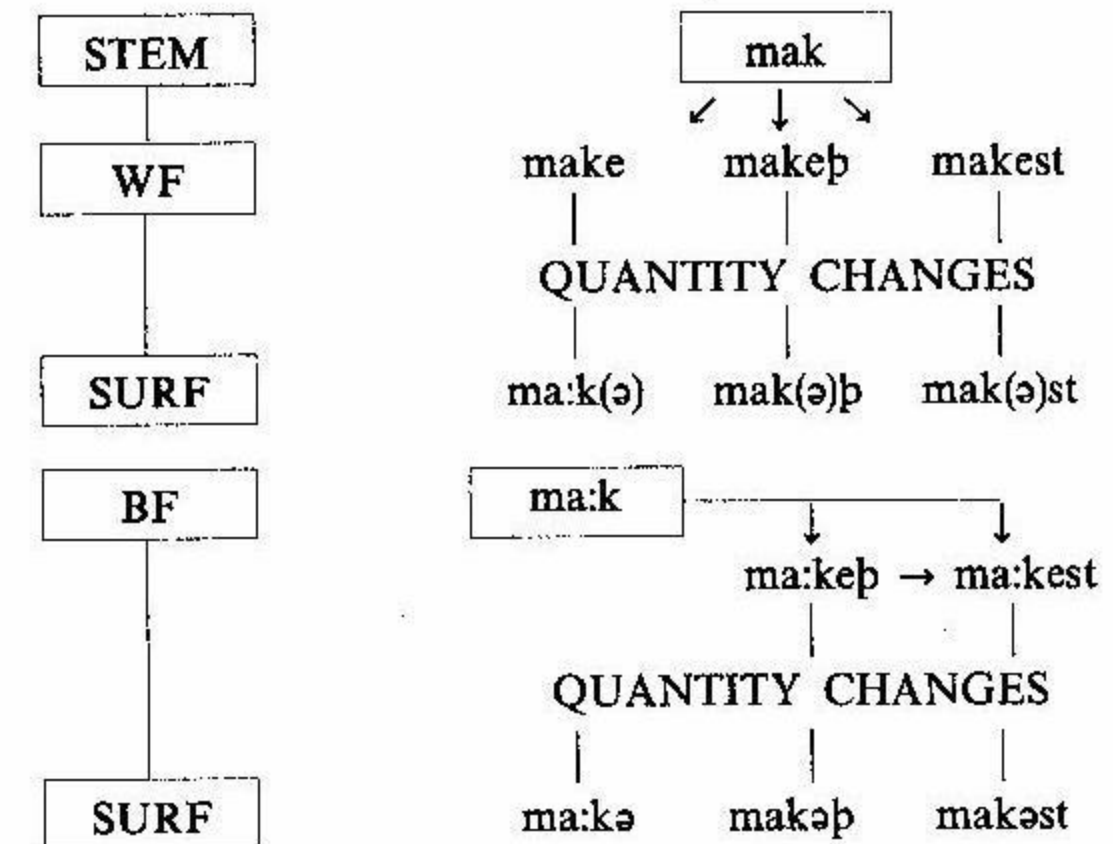 STEM mak
WF make makeþ makest
QUANTITY CHANGES
SURF ma:k(ə) mak(ə)þ mak(ə)st
BF ma:k
ma:keþ → ma:kest
QUANTITY CHANGES
SURF ma:kə makəþ makəst